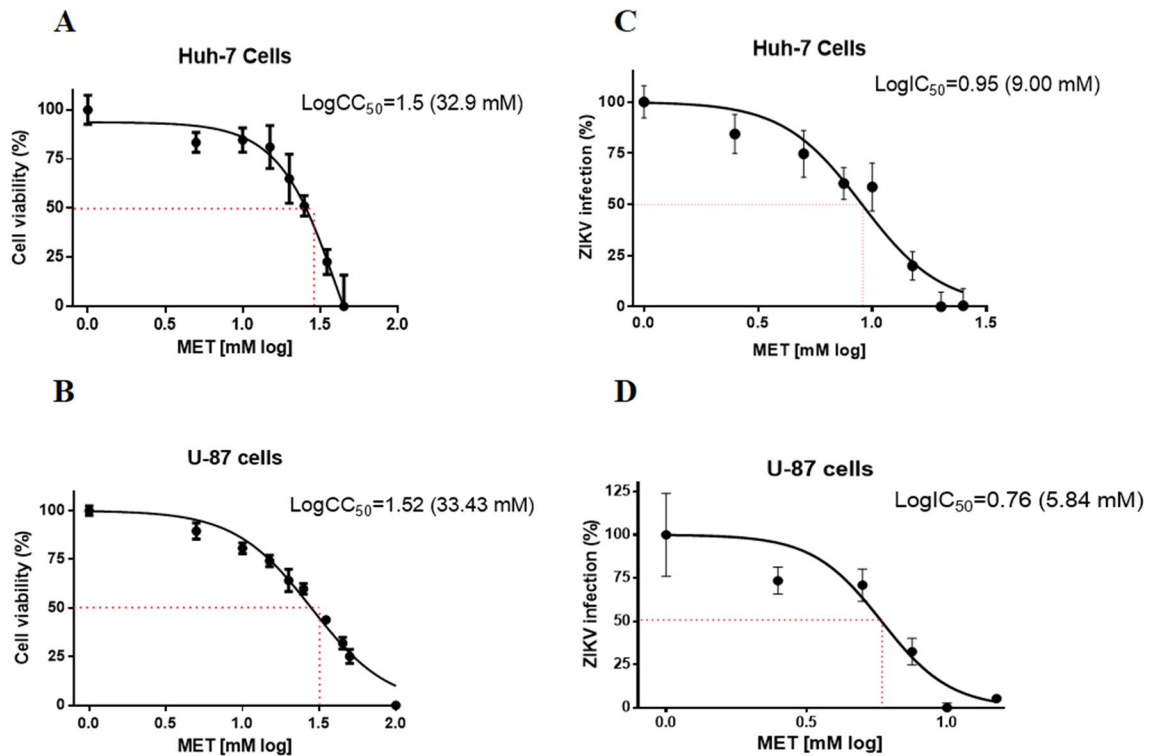 A
Huh-7 Cells
LogCC50=1.5 (32.9 mM)
Cell viability (%)
100
75
50
25
0
0.0 0.5 1.0 1.5 2.0
MET [mM log]
C
Huh-7 Cells
LogIC50=0.95 (9.00 mM)
ZIKV infection (%)
100
75
50
25
0
0.0 0.5 1.0 1.5
MET [mM log]
B
U-87 cells
LogCC50=1.52 (33.43 mM)
Cell viability (%)
100
75
50
25
0
0.0 0.5 1.0 1.5 2.0
MET [mM log]
D
U-87 cells
LogIC50=0.76 (5.84 mM)
ZIKV infection (%)
125
100
75
50
25
0
0.0 0.5 1.0
MET [mM log]